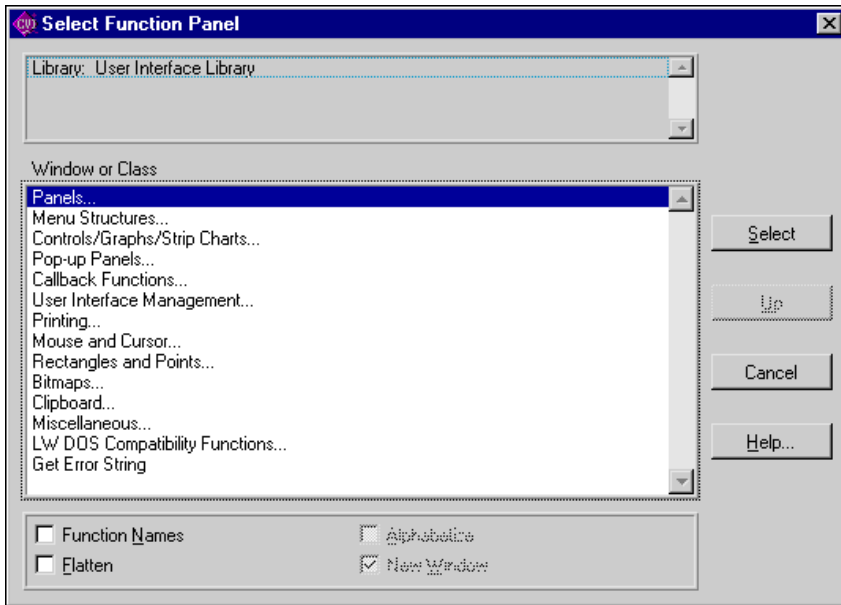 CVI Select Function Panel
Library: User Interface Library
Window or Class
Panels...
Menu Structures...
Controls/Graphs/Strip Charts...
Pop-up Panels...
Callback Functions...
User Interface Management...
Printing...
Mouse and Cursor...
Rectangles and Points...
Bitmaps...
Clipboard...
Miscellaneous...
LW DOS Compatibility Functions...
Get Error String
Select
Up
Cancel
Help...
Function Names
Alphabetize
Flatten
New Window